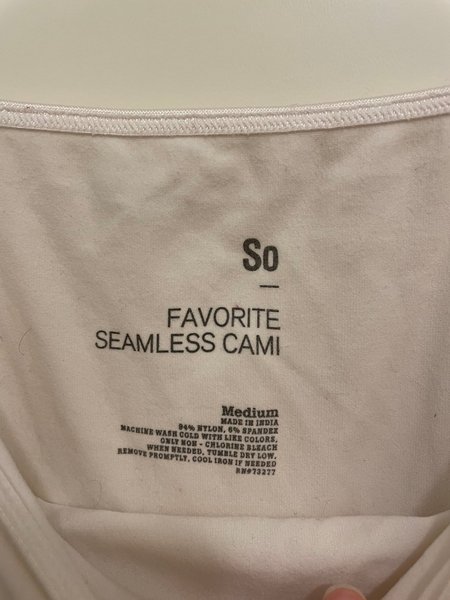 So
FAVORITE
SEAMLESS CAMI
Medium
MADE IN INDIA
94% NYLON, 6% SPANDEX
MACHINE WASH COLD WITH LIKE COLORS,
ONLY NON - CHLORINE BLEACH
WHEN NEEDED, TUMBLE DRY LOW,
REMOVE PROMPTLY, COOL IRON IF NEEDED
RN#73277